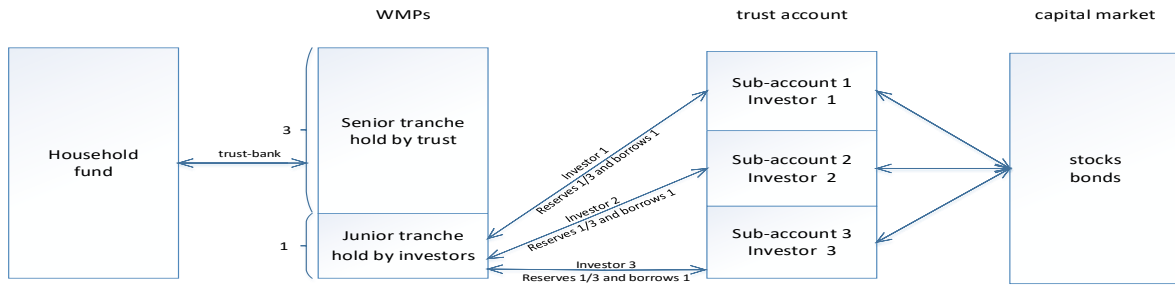 WMPs
trust account
capital market
Household
fund
trust-bank
3
1
Senior tranche
hold by trust
Junior tranche
hold by investors
Investor 1
Reserves 1/3 and borrows 1
Investor 2
Reserves 1/3 and borrows 1
Investor 3
Reserves 1/3 and borrows 1
Sub-account 1
Investor 1
Sub-account 2
Investor 2
Sub-account 3
Investor 3
stocks
bonds